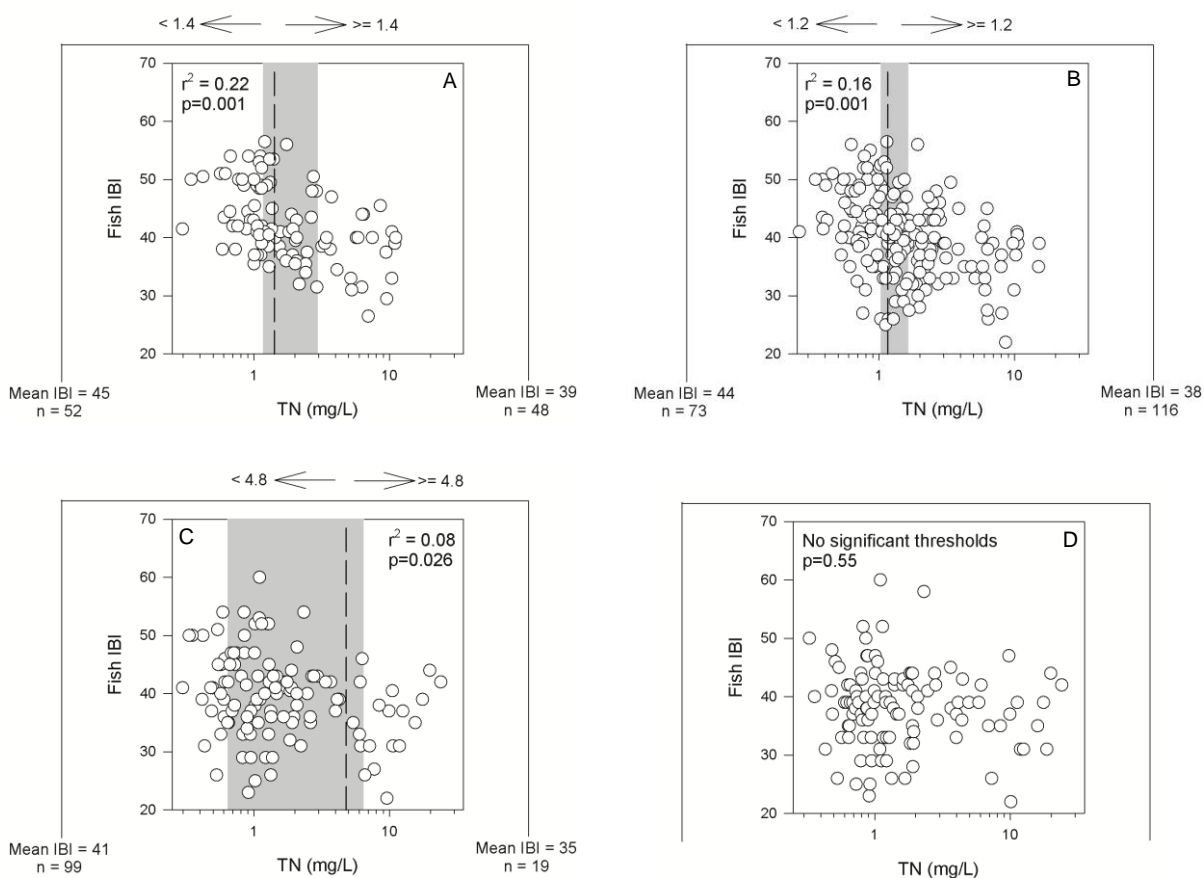 < 1.4 >= 1.4
70
60
50
40
30
20
r² = 0.22
p=0.001
A
Fish IBI
1 10
TN (mg/L)
Mean IBI = 45
n = 52
Mean IBI = 39
n = 48
< 1.2 >= 1.2
70
60
50
40
30
20
r² = 0.16
p=0.001
B
Fish IBI
1 10
TN (mg/L)
Mean IBI = 44
n = 73
Mean IBI = 38
n = 116
< 4.8 >= 4.8
70
60
50
40
30
20
C
r² = 0.08
p=0.026
Fish IBI
1 10
TN (mg/L)
Mean IBI = 41
n = 99
Mean IBI = 35
n = 19
70
60
50
40
30
20
No significant thresholds
p=0.55
D
Fish IBI
1 10
TN (mg/L)